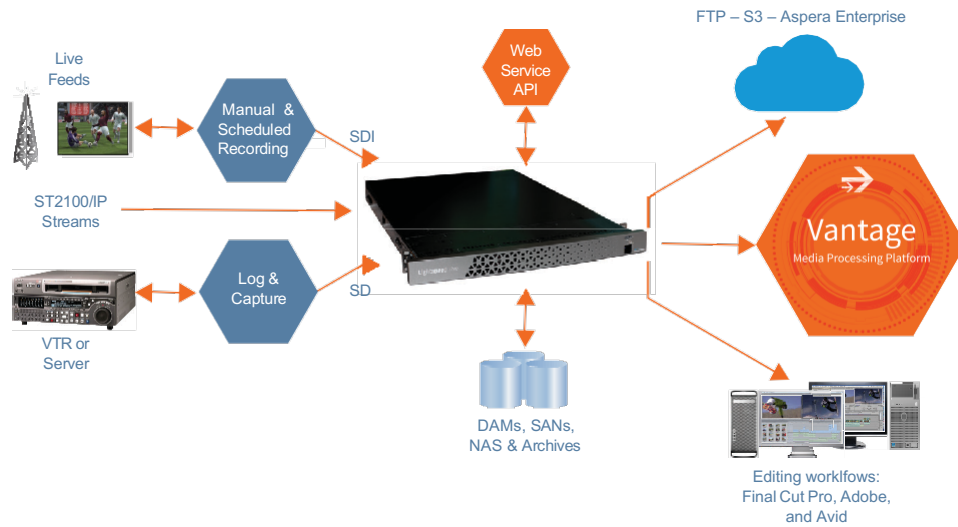 FTP – S3 – Aspera Enterprise
Live
Feeds
Web
Service
API
Manual &
Scheduled
Recording
SDI
ST2100/IP
Streams
Vantage
Media Processing Platform
Log &
Capture
SD
VTR or
Server
DAMs, SANs,
NAS & Archives
Editing worklfows:
Final Cut Pro, Adobe,
and Avid